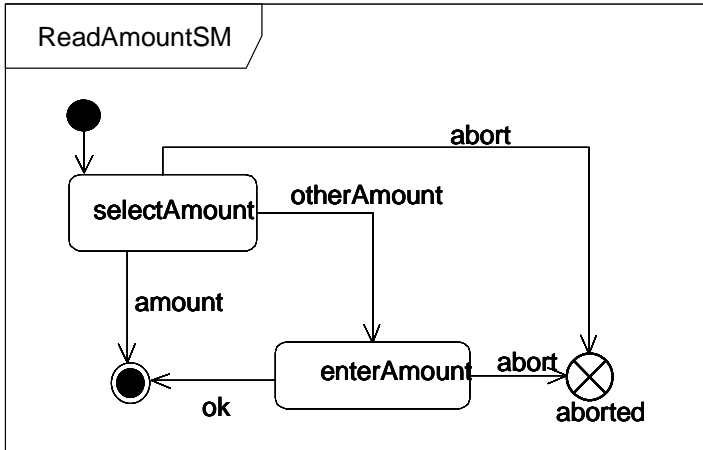 ReadAmountSM
abort
selectAmount
otherAmount
amount
enterAmount
abort
ok
aborted